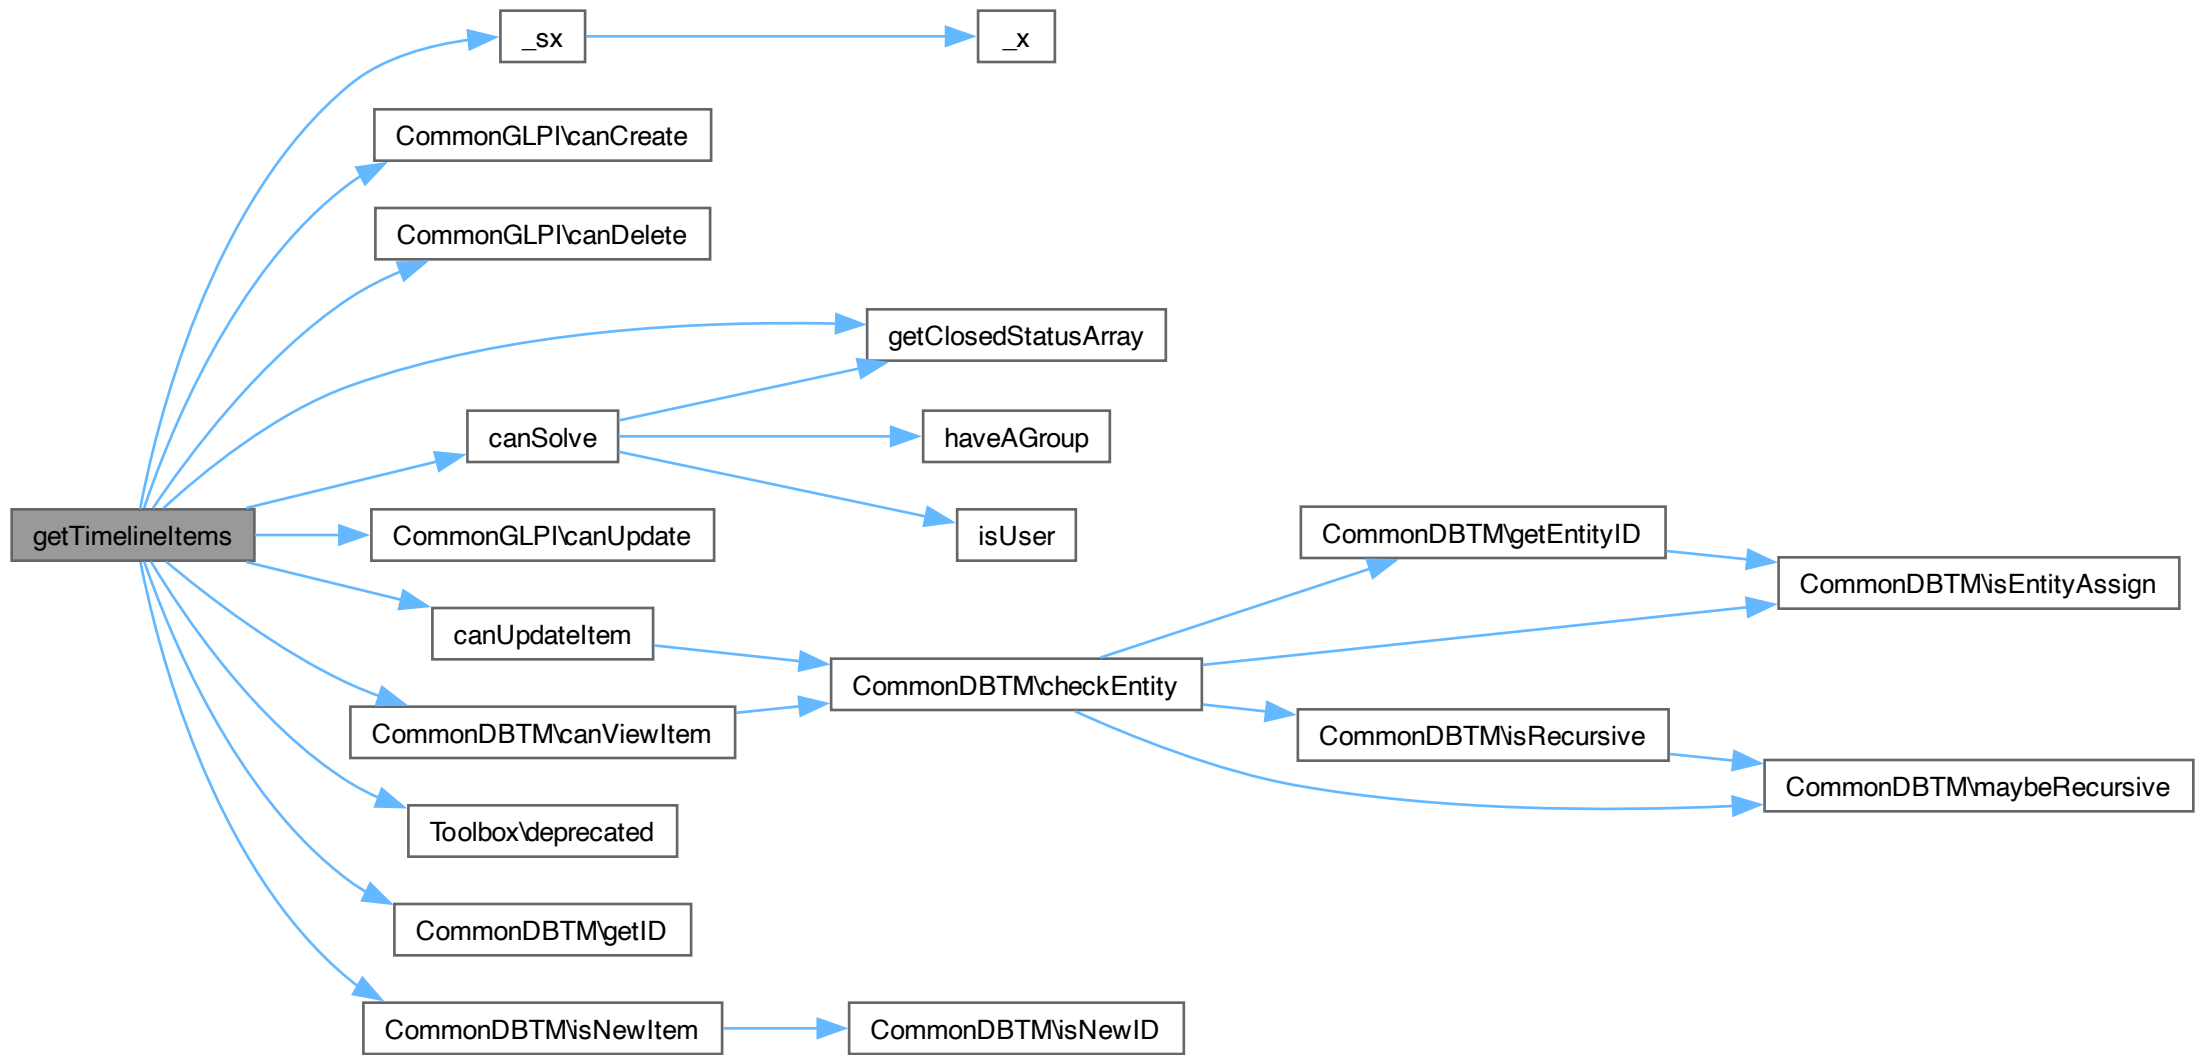 _sx
_x
CommonGLPI\canCreate
CommonGLPI\canDelete
getClosedStatusArray
canSolve
haveAGroup
getTimelineItems
CommonGLPI\canUpdate
isUser
CommonDBTM\getEntityID
CommonDBTM\isEntityAssign
canUpdateItem
CommonDBTM\checkEntity
CommonDBTM\canViewItem
CommonDBTM\isRecursive
CommonDBTM\maybeRecursive
Toolbox\deprecated
CommonDBTM\getID
CommonDBTM\isNewItem
CommonDBTM\isNewID